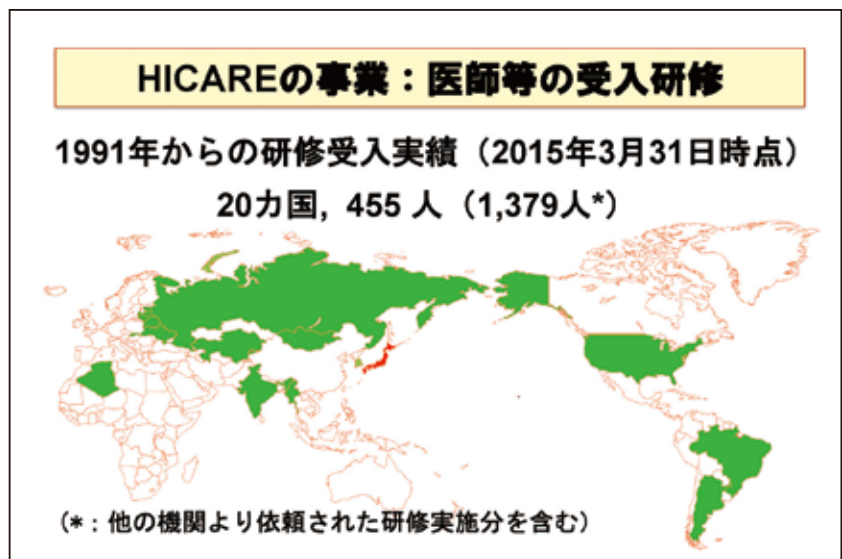 HICAREの事業：医師等の受入研修
1991年からの研修受入実績（2015年3月31日時点）
20カ国, 455 人（1,379人*）
（*：他の機関より依頼された研修実施分を含む）